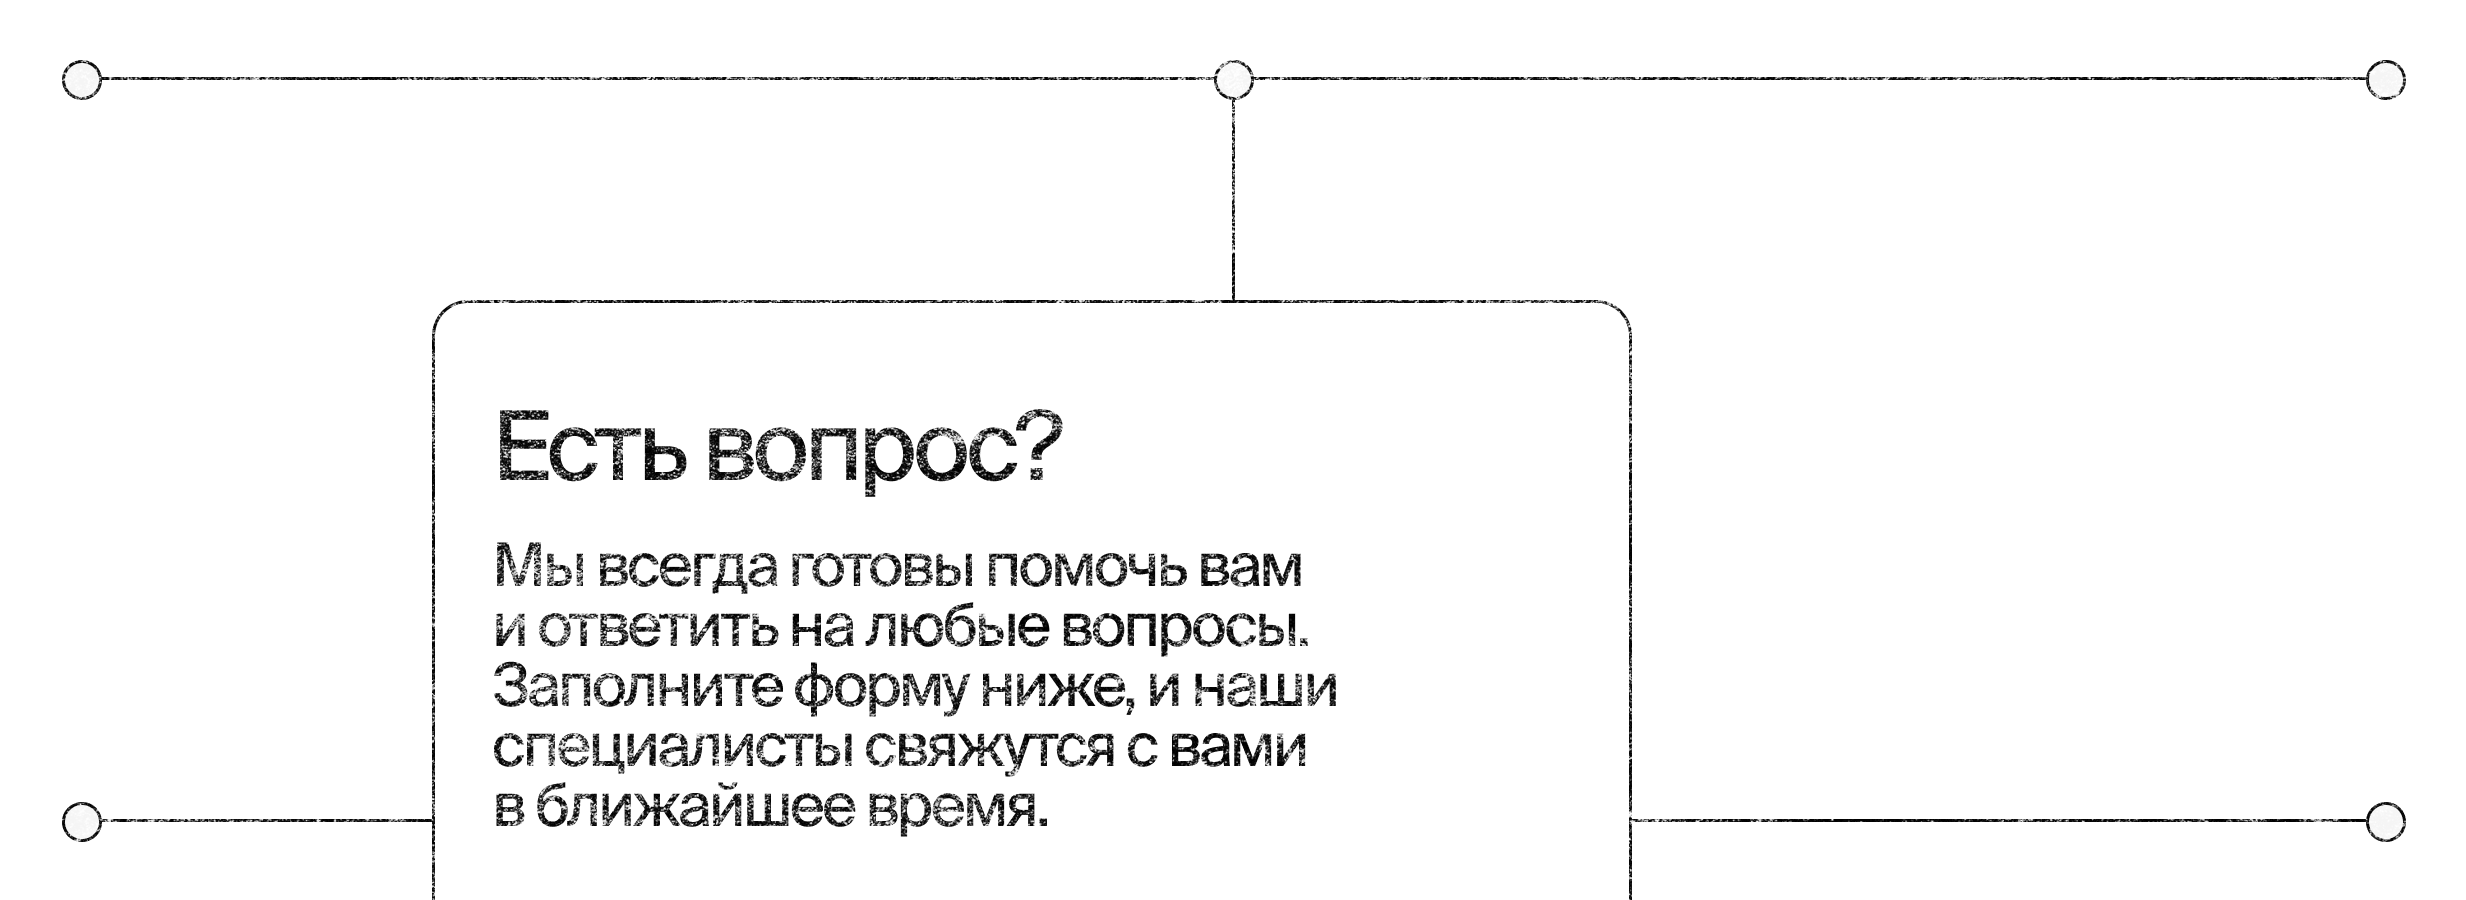 Есть вопрос?
Мы всегда готовы помочь вам
и ответить на любые вопросы.
Заполните форму ниже, и наши
специалисты свяжутся с вами
в ближайшее время.